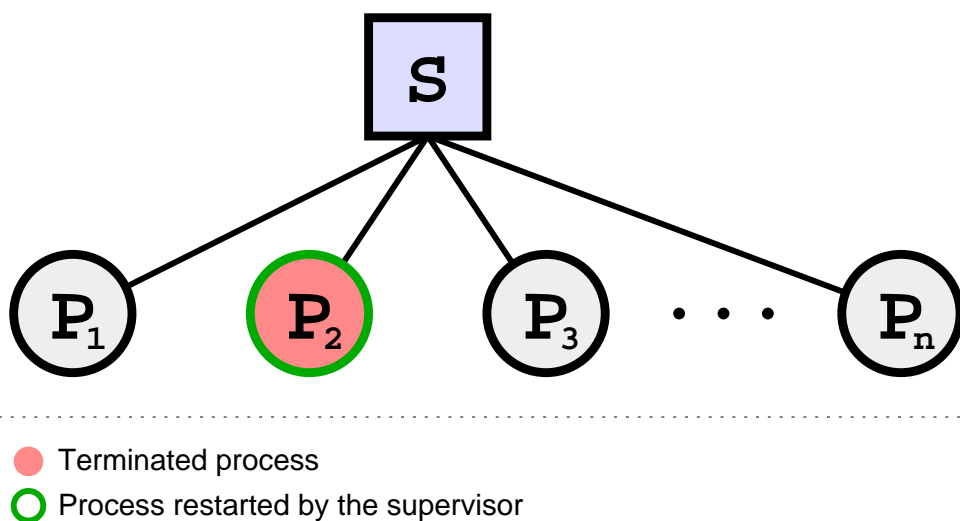 S
P1 P2 P3 . . . Pn
Terminated process
Process restarted by the supervisor